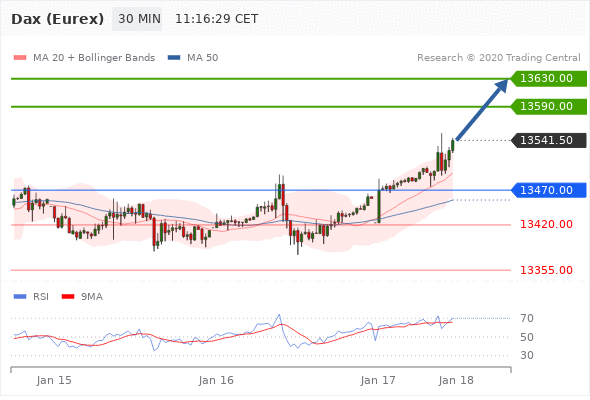 Dax (Eurex) 30 MIN 11:16:29 CET
MA 20 + Bollinger Bands MA 50 Research © 2020 Trading Central
13630.00
13590.00
13541.50
13470.00
13420.00
13355.00
RSI 9MA
70
50
30
Jan 15 Jan 16 Jan 17 Jan 18